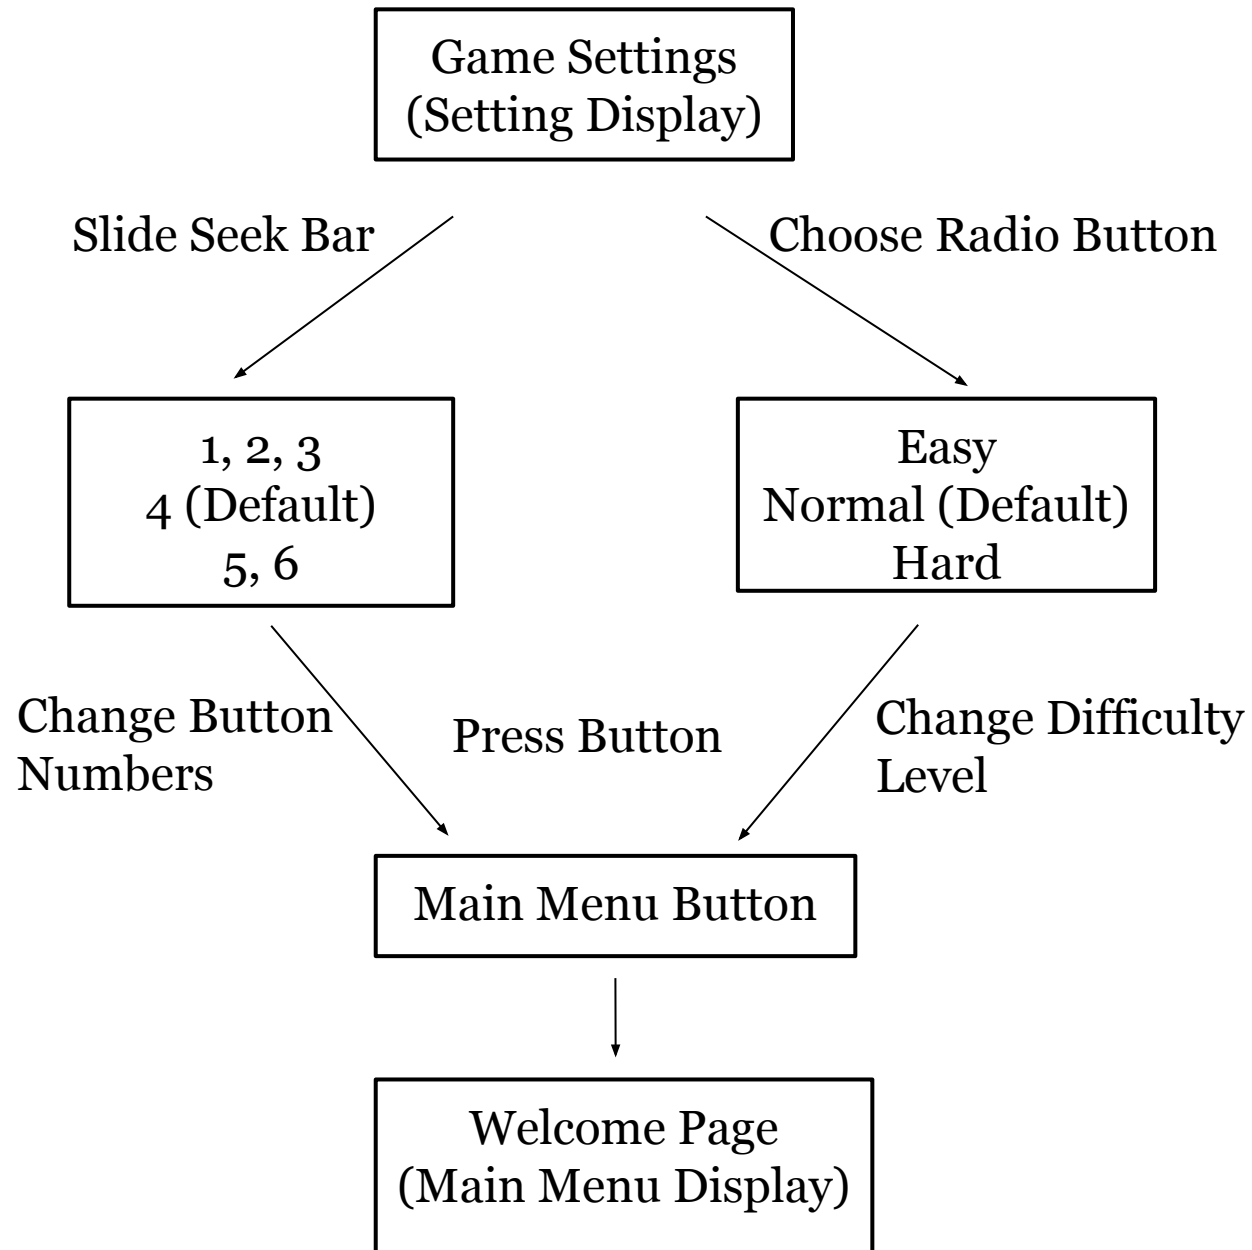 Game Settings
(Setting Display)
Slide Seek Bar
Choose Radio Button
1, 2, 3
4 (Default)
5, 6
Easy
Normal (Default)
Hard
Change Button
Numbers
Press Button
Change Difficulty
Level
Main Menu Button
Welcome Page
(Main Menu Display)